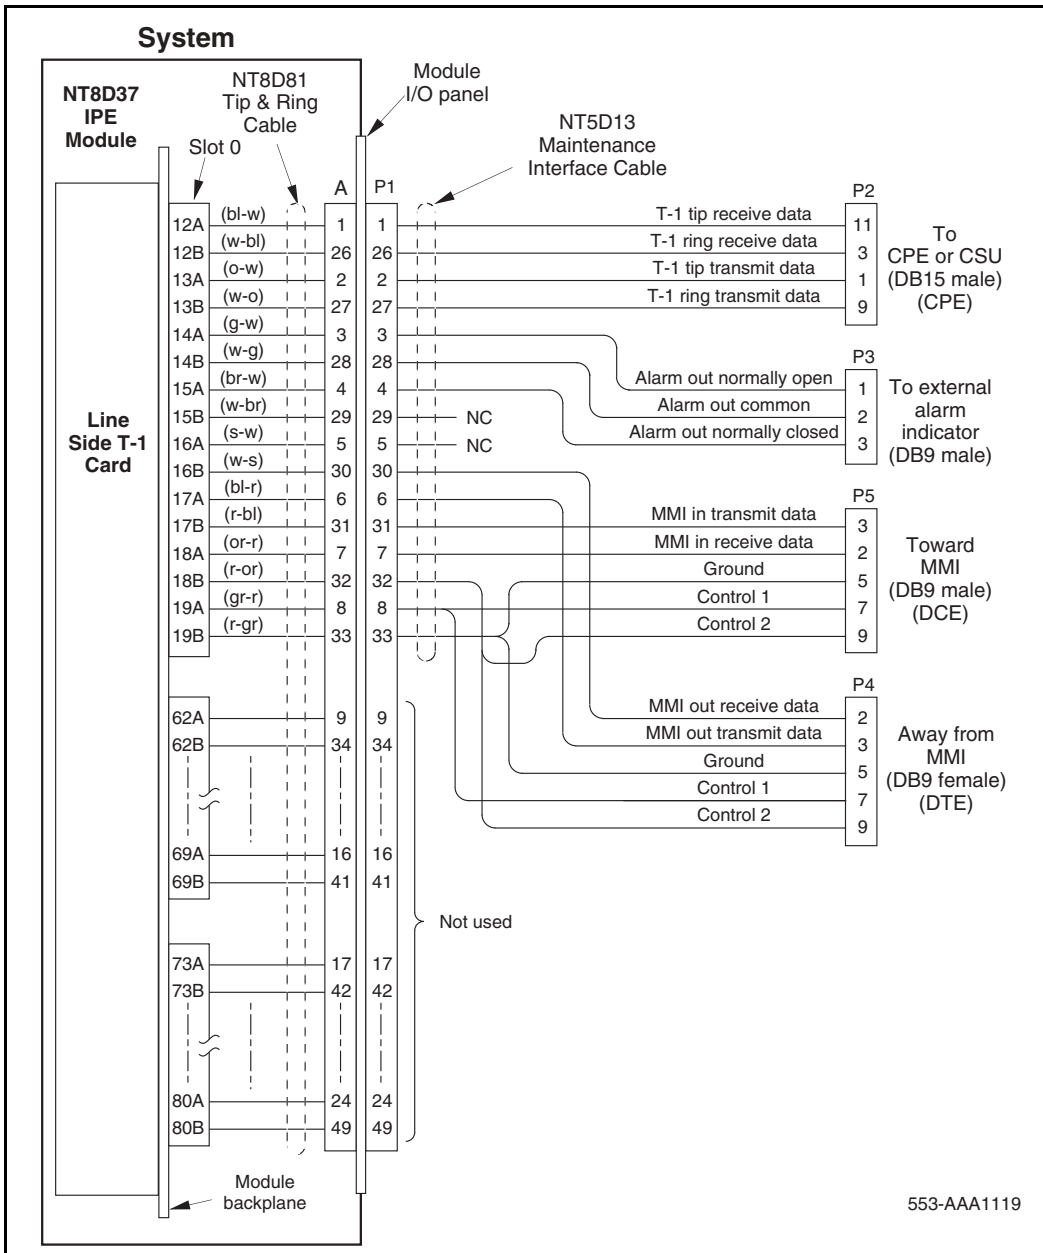 System
NT8D37
IPE
Module
NT8D81
Tip & Ring
Cable
Slot 0
Module
I/O panel
NT5D13
Maintenance
Interface Cable
A P1 P2
12A (bl-w) 1 1 T-1 tip receive data 11
12B (w-bl) 26 26 T-1 ring receive data 3
13A (o-w) 2 2 T-1 tip transmit data 1
13B (w-o) 27 27 T-1 ring transmit data 9
To
CPE or CSU
(DB15 male)
(CPE)
14A (g-w) 3 3
14B (w-g) 28 28
15A (br-w) 4 4
15B (w-br) 29 29 NC
16A (s-w) 5 5 NC
16B (w-s) 30 30
17A (bl-r) 6 6
17B (r-bl) 31 31
18A (or-r) 7 7
18B (r-or) 32 32
19A (gr-r) 8 8
19B (r-gr) 33 33
P3
Alarm out normally open 1
Alarm out common 2
Alarm out normally closed 3
To external
alarm
indicator
(DB9 male)
P5
MMI in transmit data 3
MMI in receive data 2
Ground 5
Control 1 7
Control 2 9
Toward
MMI
(DB9 male)
(DCE)
P4
MMI out receive data 2
MMI out transmit data 3
Ground 5
Control 1 7
Control 2 9
Away from
MMI
(DB9 female)
(DTE)
Line
Side T-1
Card
62A 9 9
62B 34 34
69A 16 16
69B 41 41
Not used
73A 17 17
73B 42 42
80A 24 24
80B 49 49
Module
backplane
553-AAA1119